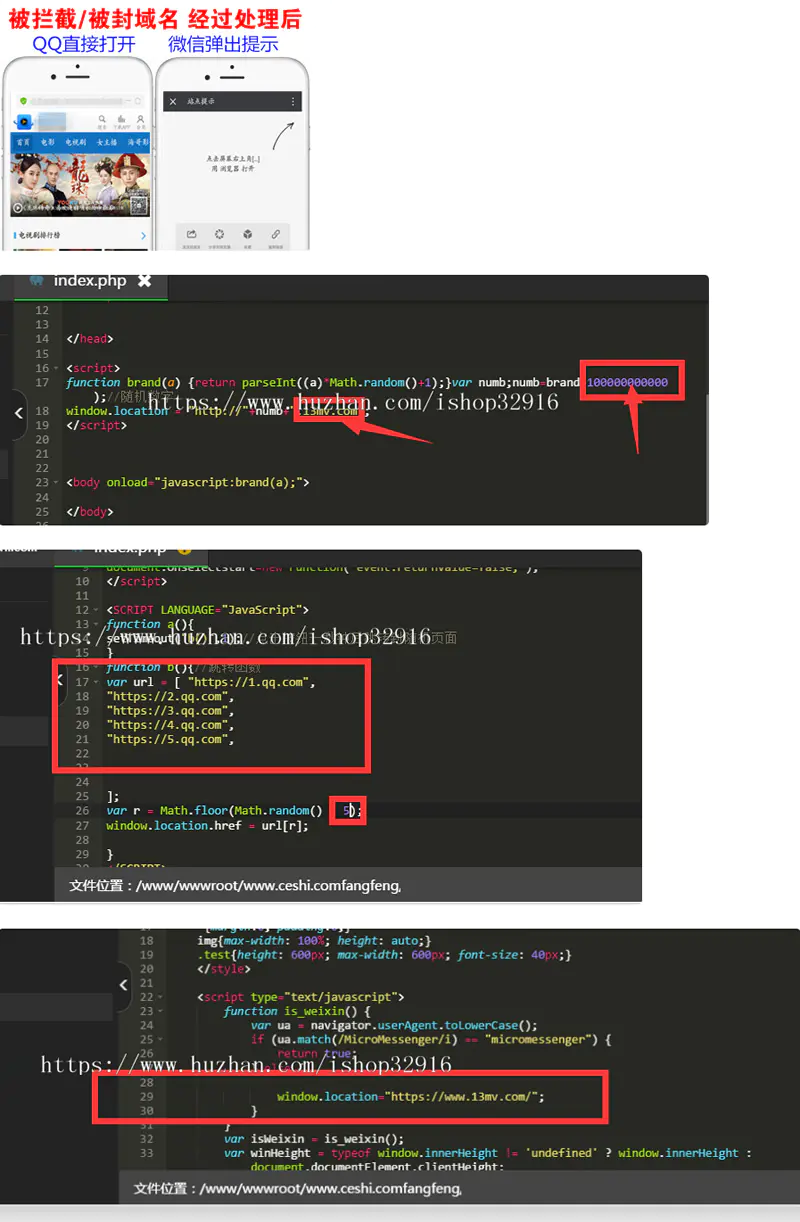 被拦截/被封域名 经过处理后
QQ直接打开 微信弹出提示
站点提示
首页 电影 电视剧 女主播
点击屏幕右上角[..]
用 浏览器 打开
龙珠
电视剧排行榜
index.php
12
13
14 </head>
15
16 <script>
17 function brand(a) {return parseInt((a)*Math.random()+1);}var numb;numb=brand 100000000000
);//随机数字
https://www.huzhan.com/ishop32916
18 window.location = "http://"+numb+ .13mv.com";
19 </script>
20
21
22
23 <body onload="javascript:brand(a);">
24
25 </body>
index.php
9 document.onselectstart=new Function("event.returnValue=false;");
10 </script>
11
12 <SCRIPT LANGUAGE="JavaScript">
13 function a(){
https://www.huzhan.com/ishop32916
页面
15 }
16 function b(){//跳转函数
17 var url = [ "https://1.qq.com",
18 "https://2.qq.com",
19 "https://3.qq.com",
20 "https://4.qq.com",
21 "https://5.qq.com",
22
23
24
25 ];
26 var r = Math.floor(Math.random() 5);
27 window.location.href = url[r];
28
29 }
文件位置：/www/wwwroot/www.ceshi.comfangfeng,
18 img{max-width: 100%; height: auto;}
19 .test{height: 600px; max-width: 600px; font-size: 40px;}
20 </style>
21
22 <script type="text/javascript">
23 function is_weixin() {
24 var ua = navigator.userAgent.toLowerCase();
25 if (ua.match(/MicroMessenger/i) == "micromessenger") {
26 return true;
https://www.huzhan.com/ishop32916
28
29 window.location="https://www.13mv.com/";
30 }
31 }
32 var isWeixin = is_weixin();
33 var winHeight = typeof window.innerHeight != 'undefined' ? window.innerHeight :
document.documentElement.clientHeight;
文件位置：/www/wwwroot/www.ceshi.comfangfeng,